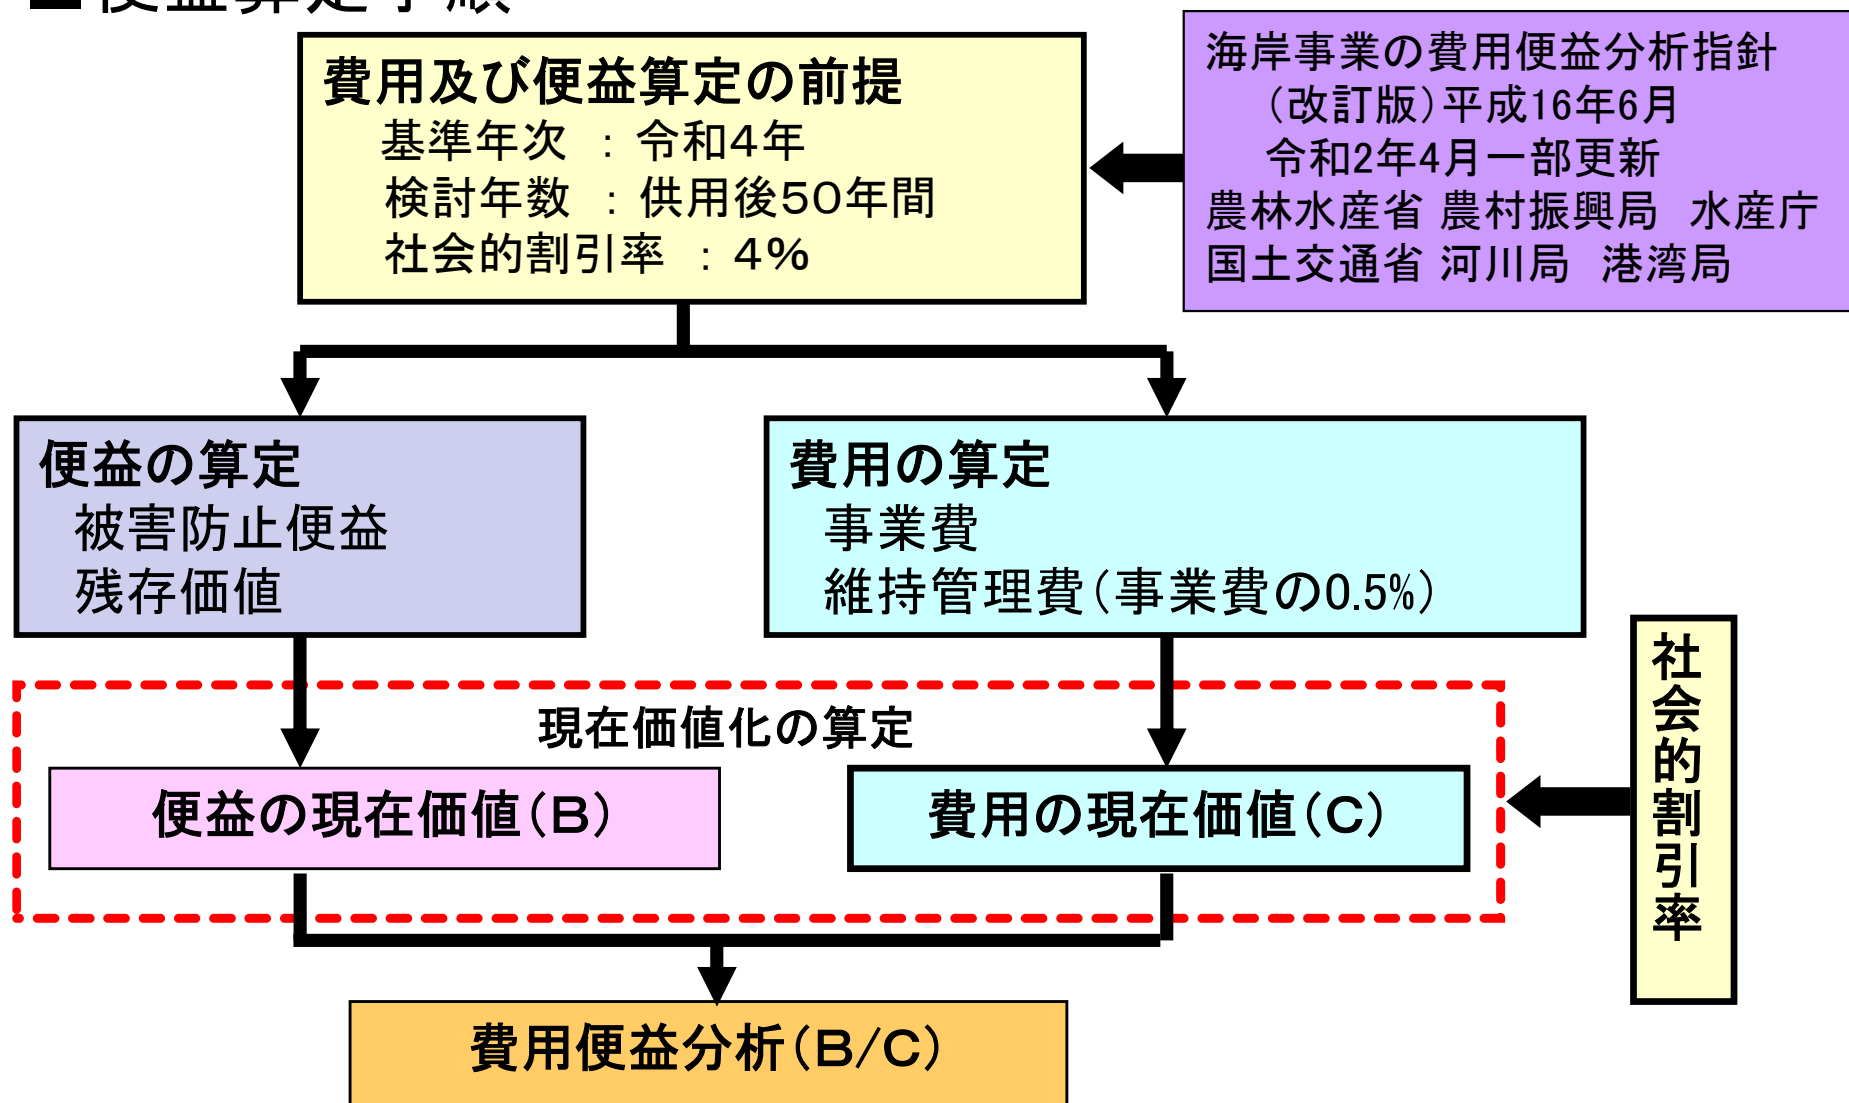 ■便益算定手順
費用及び便益算定の前提
基準年次 ：令和4年
検討年数 ：供用後50年間
社会的割引率 ：4%
海岸事業の費用便益分析指針
（改訂版）平成16年6月
令和2年4月一部更新
農林水産省 農村振興局 水産庁
国土交通省 河川局 港湾局
便益の算定
被害防止便益
残存価値
費用の算定
事業費
維持管理費（事業費の0.5%）
社会的割引率
現在価値化の算定
便益の現在価値（B）
費用の現在価値（C）
費用便益分析（B/C）